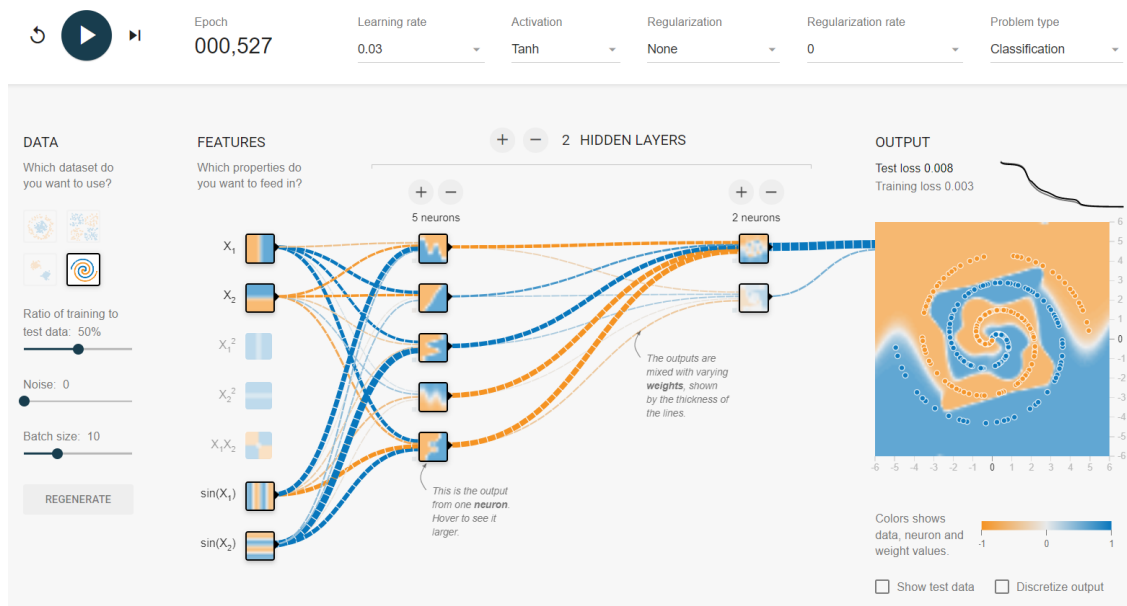 Epoch
000,527
Learning rate
0.03
Activation
Tanh
Regularization
None
Regularization rate
0
Problem type
Classification
DATA
Which dataset do
you want to use?
Ratio of training to
test data: 50%
Noise: 0
Batch size: 10
REGENERATE
FEATURES
Which properties do
you want to feed in?
X₁
X₂
X₁²
X₂²
X₁X₂
sin(X₁)
sin(X₂)
+ − 2 HIDDEN LAYERS
+ −
5 neurons
+ −
2 neurons
This is the output
from one neuron.
Hover to see it
larger.
The outputs are
mixed with varying
weights, shown
by the thickness of
the lines.
OUTPUT
Test loss 0.008
Training loss 0.003
6
5
4
3
2
1
0
-1
-2
-3
-4
-5
-6
-6 -5 -4 -3 -2 -1 0 1 2 3 4 5 6
Colors shows
data, neuron and
weight values.
-1 0 1
Show test data
Discretize output